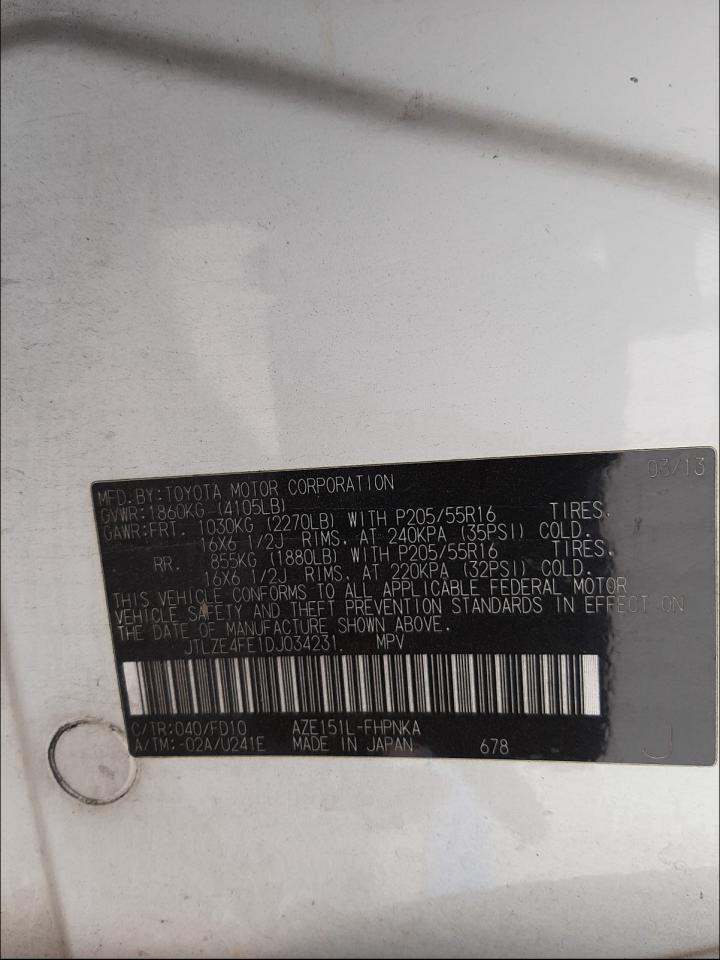 MFD.BY:TOYOTA MOTOR CORPORATION 03/13
GVWR:1860KG (4105LB)
GAWR:FRT. 1030KG (2270LB) WITH P205/55R16 TIRES,
16X6 1/2J RIMS, AT 240KPA (35PSI) COLD.
RR. 855KG (1880LB) WITH P205/55R16 TIRES,
16X6 1/2J RIMS, AT 220KPA (32PSI) COLD.
THIS VEHICLE CONFORMS TO ALL APPLICABLE FEDERAL MOTOR
VEHICLE SAFETY AND THEFT PREVENTION STANDARDS IN EFFECT ON
THE DATE OF MANUFACTURE SHOWN ABOVE.
JTLZE4FE1DJ034231. MPV
C/TR:040/FD10 AZE151L-FHPNKA
A/TM:-02A/U241E MADE IN JAPAN 678 J